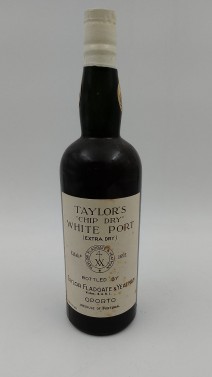 TAYLOR'S
"CHIP DRY"
WHITE PORT
(EXTRA DRY)
BOTTLED BY
TAYLOR, FLADGATE & YEATMAN
OPORTO